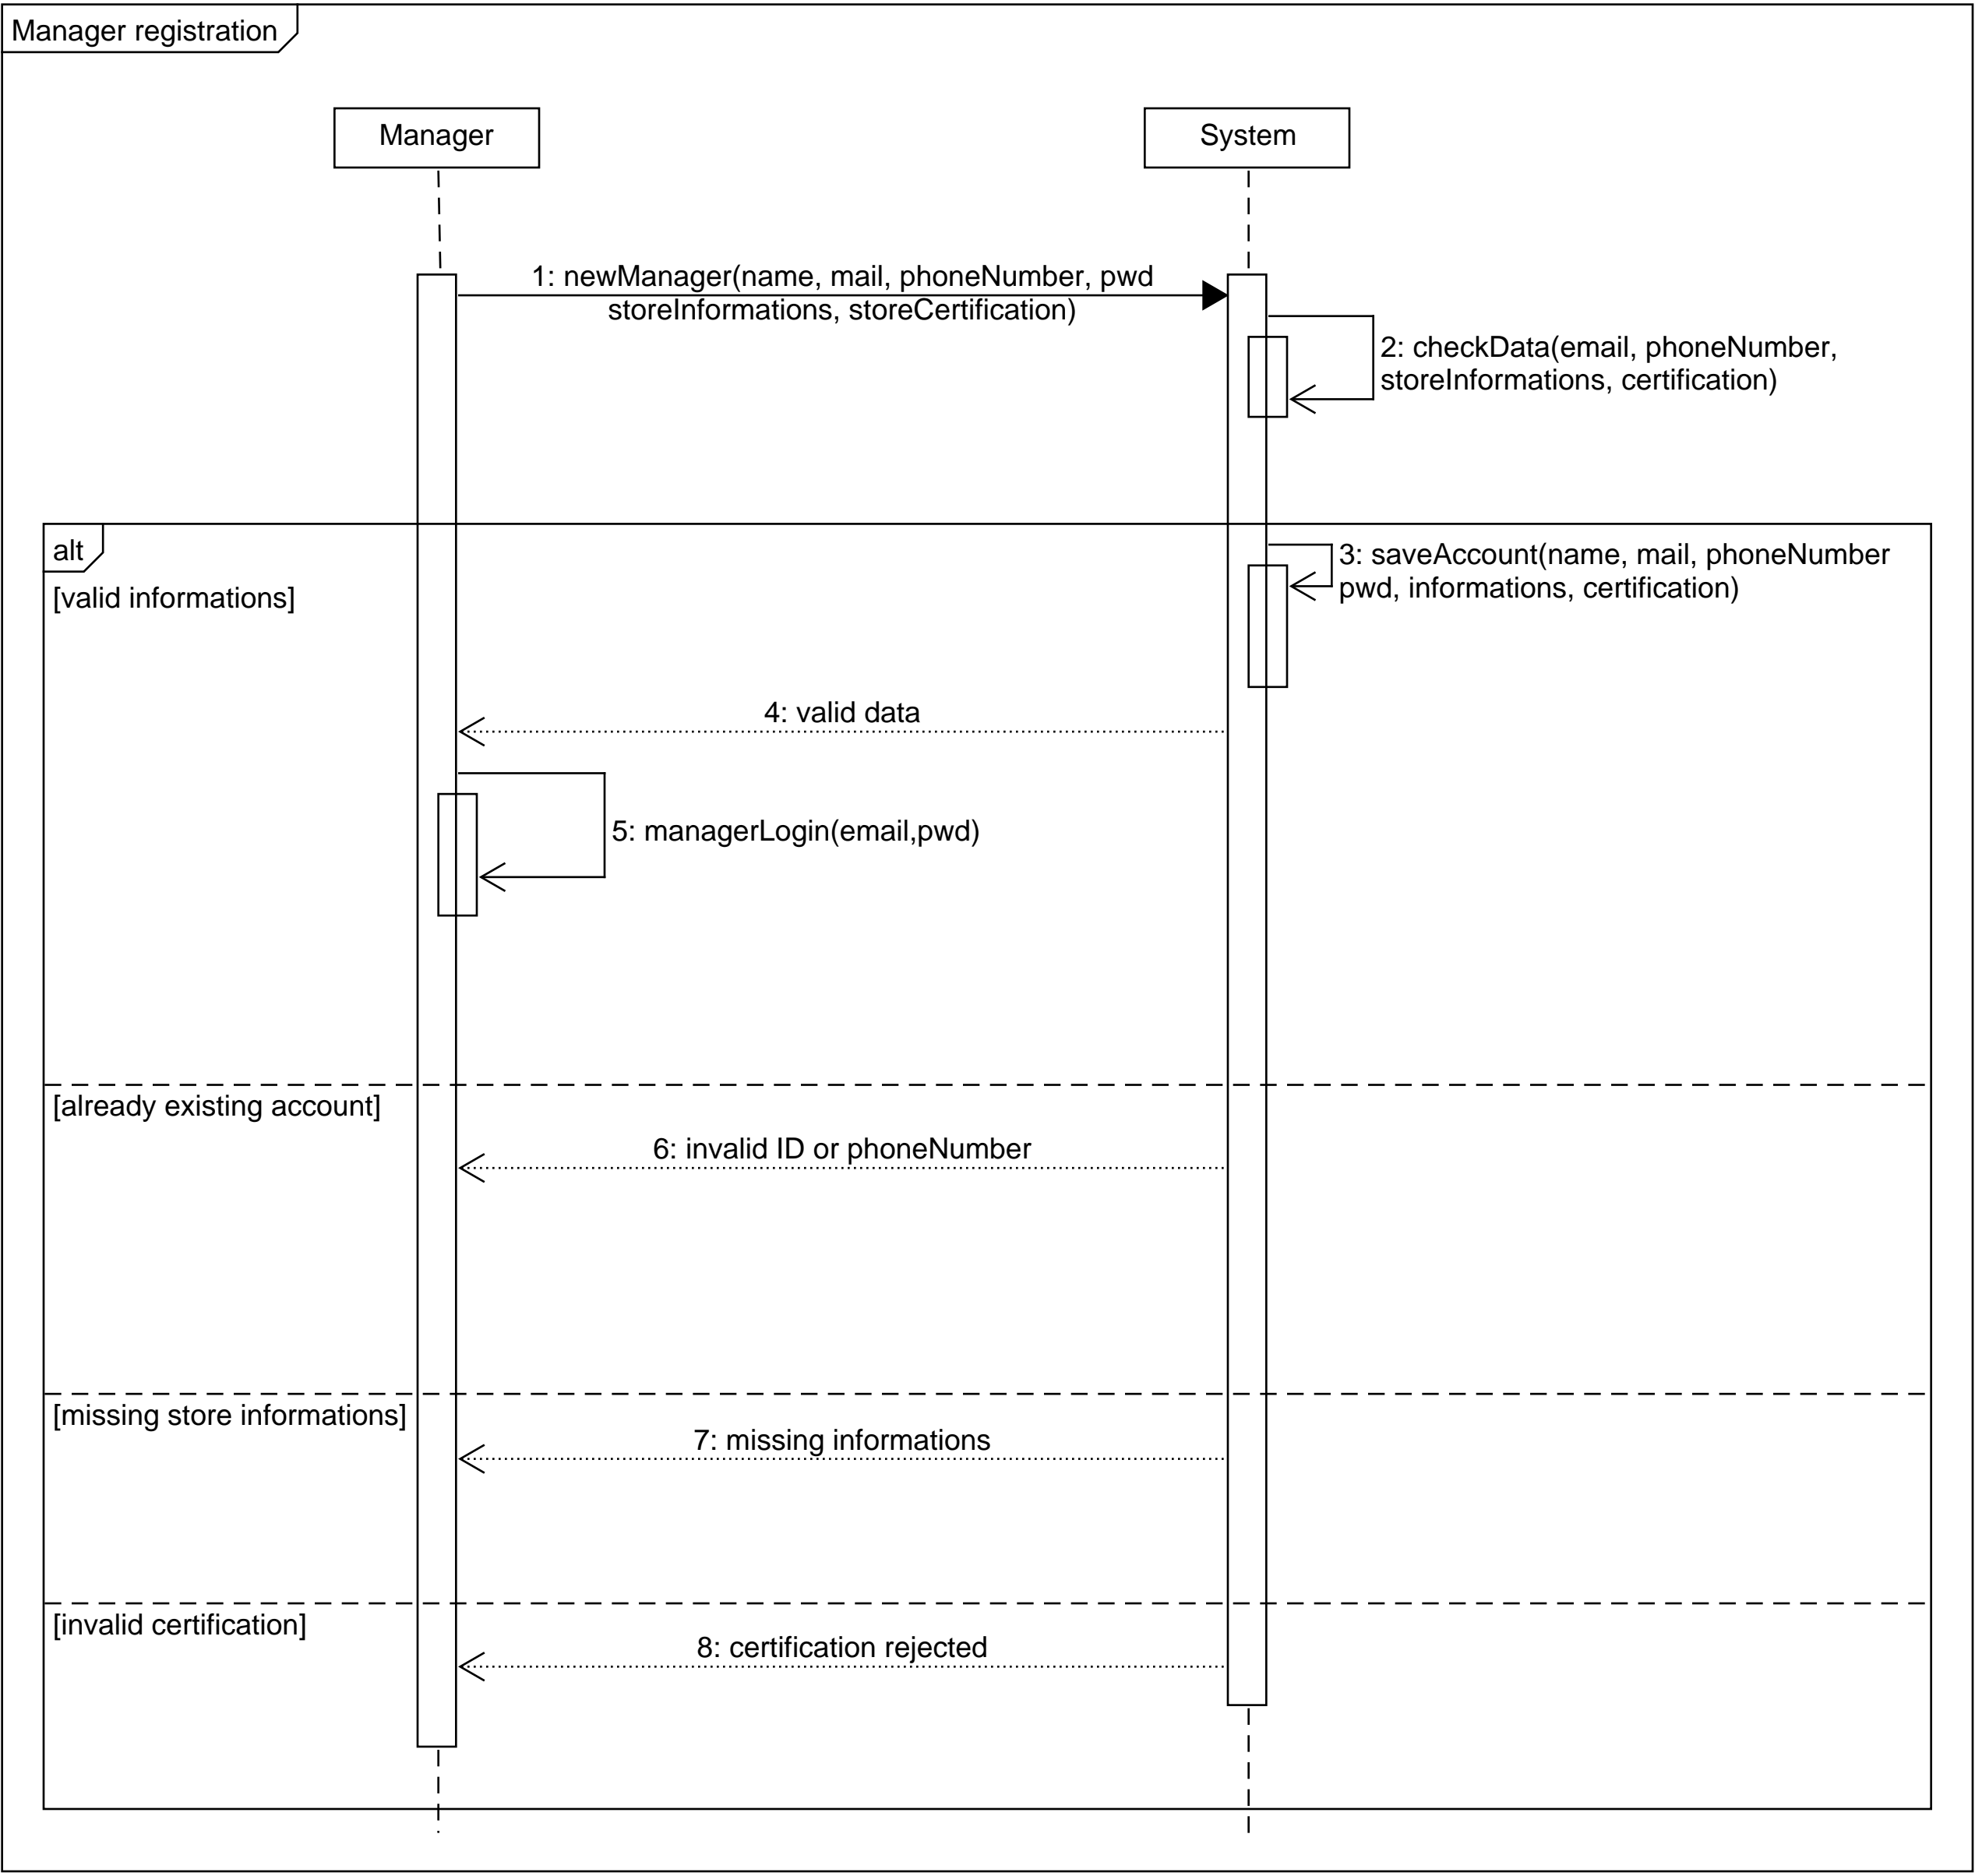 Manager registration
Manager
System
1: newManager(name, mail, phoneNumber, pwd
storeInformations, storeCertification)
2: checkData(email, phoneNumber,
storeInformations, certification)
alt
3: saveAccount(name, mail, phoneNumber
pwd, informations, certification)
[valid informations]
4: valid data
5: managerLogin(email,pwd)
[already existing account]
6: invalid ID or phoneNumber
[missing store informations]
7: missing informations
[invalid certification]
8: certification rejected